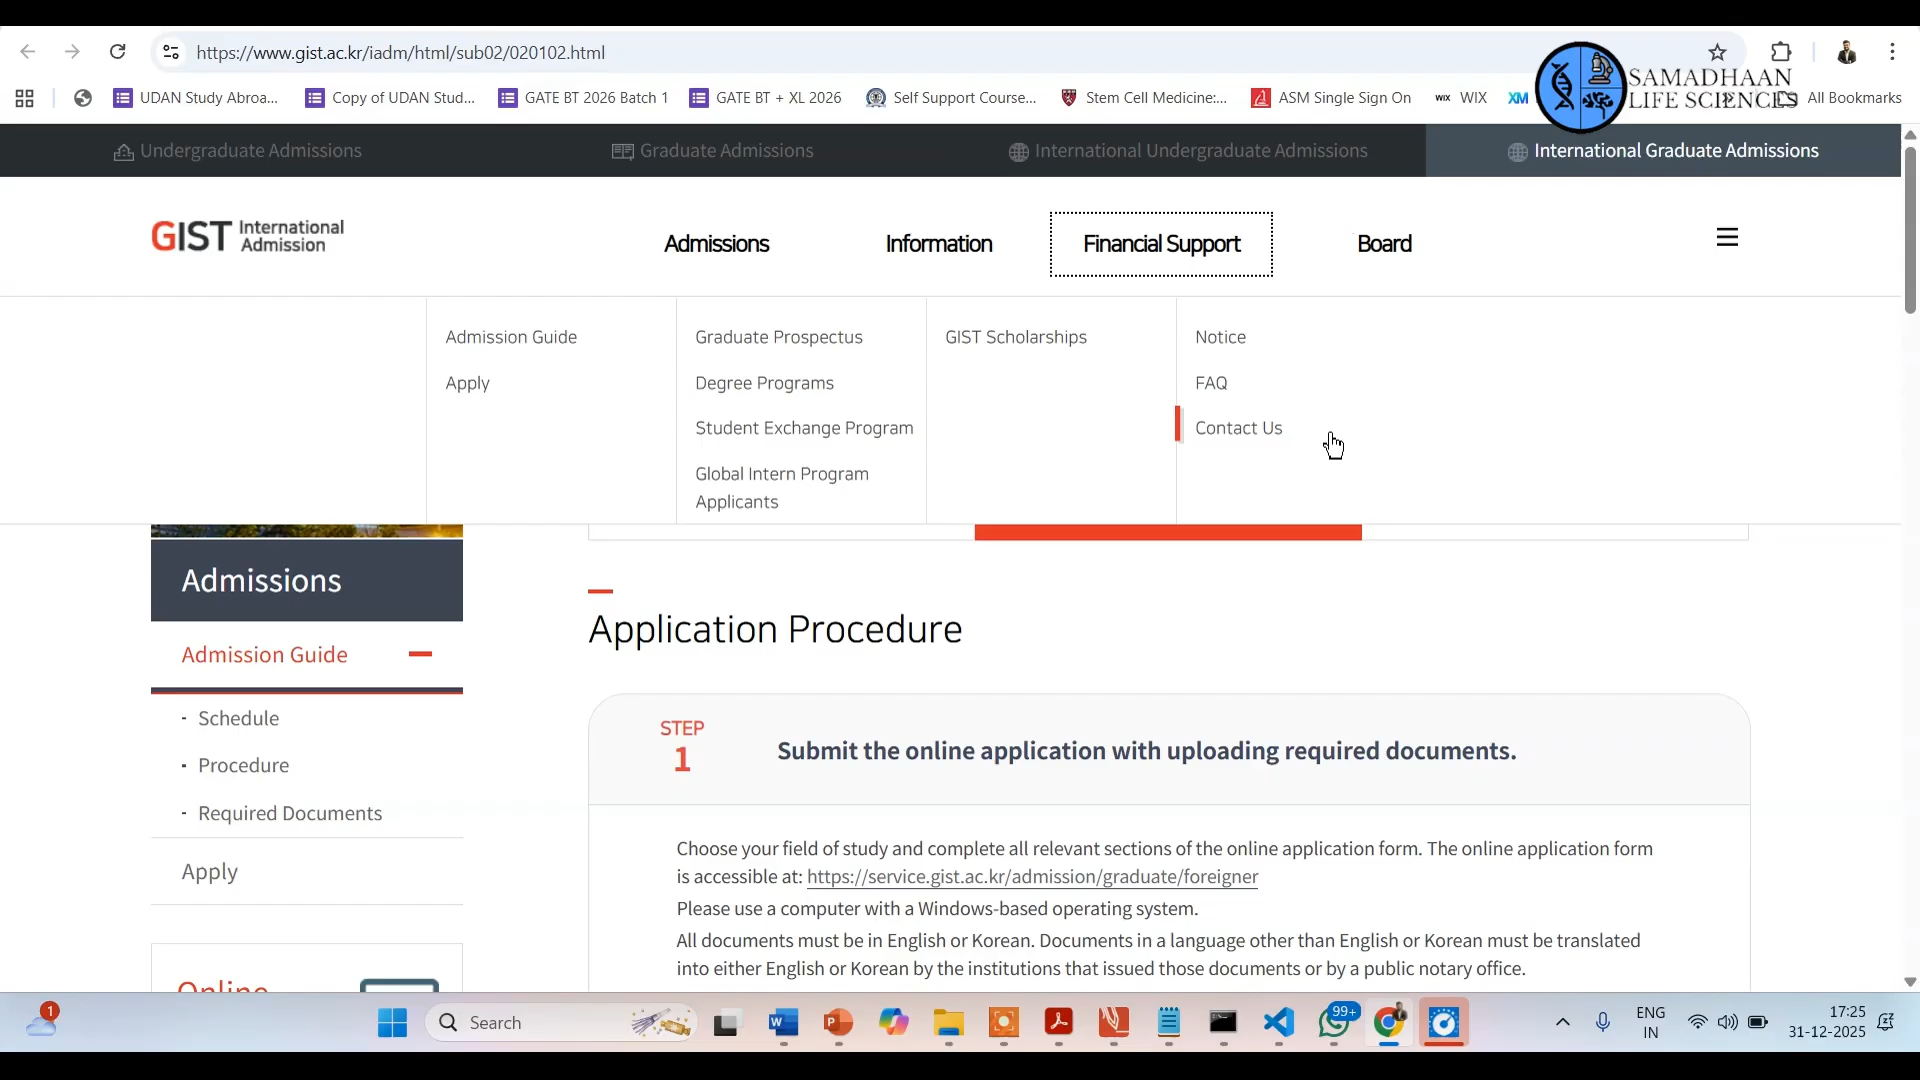 https://www.gist.ac.kr/iadm/html/sub02/020102.html
UDAN Study Abroa...
Copy of UDAN Stud...
GATE BT 2026 Batch 1
GATE BT + XL 2026
Self Support Course...
Stem Cell Medicine:...
ASM Single Sign On
WIX WIX
XM
All Bookmarks
SAMADHAAN
LIFE SCIENCES
Undergraduate Admissions
Graduate Admissions
International Undergraduate Admissions
International Graduate Admissions
GIST International
Admission
Admissions
Information
Financial Support
Board
Admission Guide
Apply
Graduate Prospectus
Degree Programs
Student Exchange Program
Global Intern Program
Applicants
GIST Scholarships
Notice
FAQ
Contact Us
Admissions
Admission Guide
· Schedule
· Procedure
· Required Documents
Apply
Online
Application Procedure
STEP
1
Submit the online application with uploading required documents.
Choose your field of study and complete all relevant sections of the online application form. The online application form
is accessible at: https://service.gist.ac.kr/admission/graduate/foreigner
Please use a computer with a Windows-based operating system.
All documents must be in English or Korean. Documents in a language other than English or Korean must be translated
into either English or Korean by the institutions that issued those documents or by a public notary office.
1
Search
99+
ENG
IN
17:25
31-12-2025